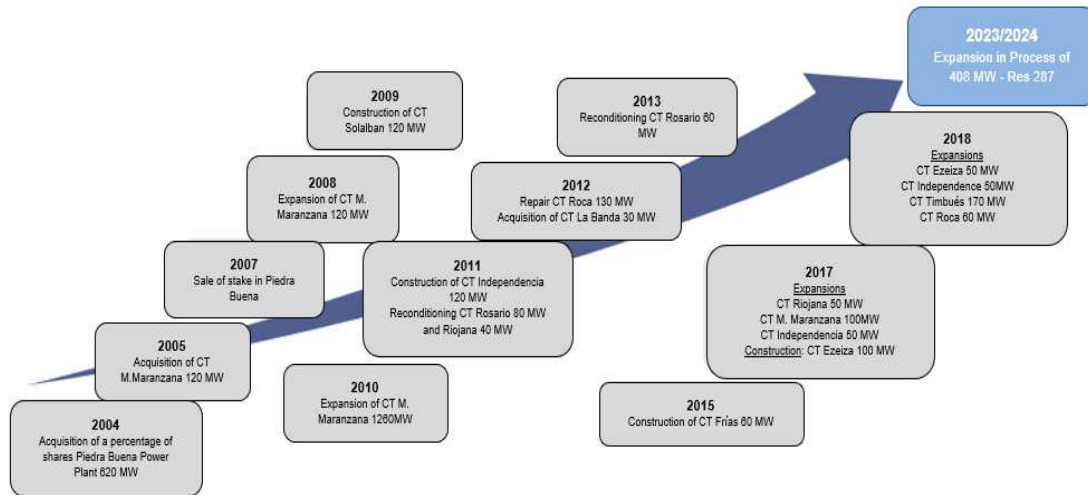 2023/2024
Expansion in Process of
408 MW - Res 287
2009
Construction of CT
Solalban 120 MW
2013
Reconditioning CT Rosario 60
MW
2018
Expansions
CT Ezeiza 50 MW
CT Independence 50MW
CT Timbués 170 MW
CT Roca 60 MW
2008
Expansion of CT M.
Maranzana 120 MW
2012
Repair CT Roca 130 MW
Acquisition of CT La Banda 30 MW
2007
Sale of stake in Piedra
Buena
2011
Construction of CT Independencia
120 MW
Reconditioning CT Rosario 80 MW
and Riojana 40 MW
2017
Expansions
CT Riojana 50 MW
CT M. Maranzana 100MW
CT Independencia 50 MW
Construction: CT Ezeiza 100 MW
2005
Acquisition of CT
M.Maranzana 120 MW
2010
Expansion of CT M.
Maranzana 1260MW
2015
Construction of CT Frías 60 MW
2004
Acquisition of a percentage of
shares Piedra Buena Power
Plant 620 MW